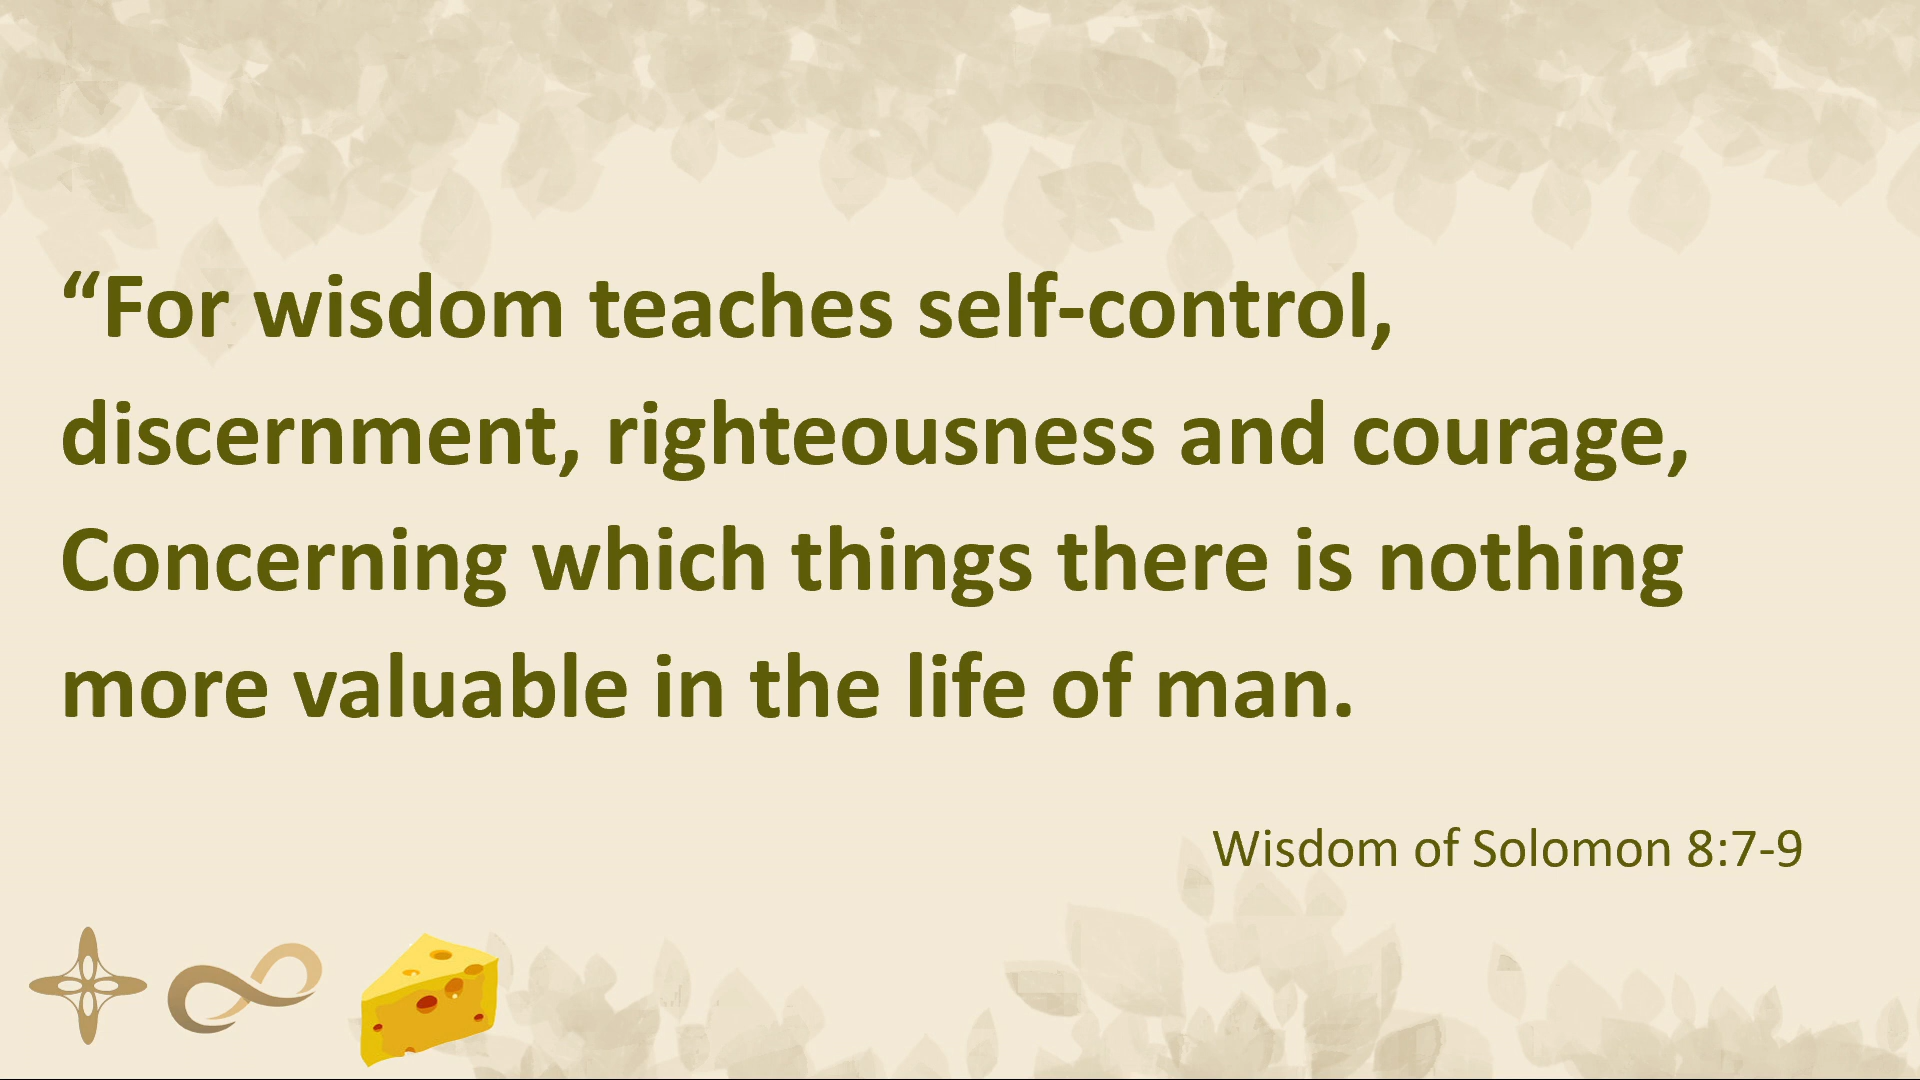 “For wisdom teaches self-control,
discernment, righteousness and courage,
Concerning which things there is nothing
more valuable in the life of man.
Wisdom of Solomon 8:7-9